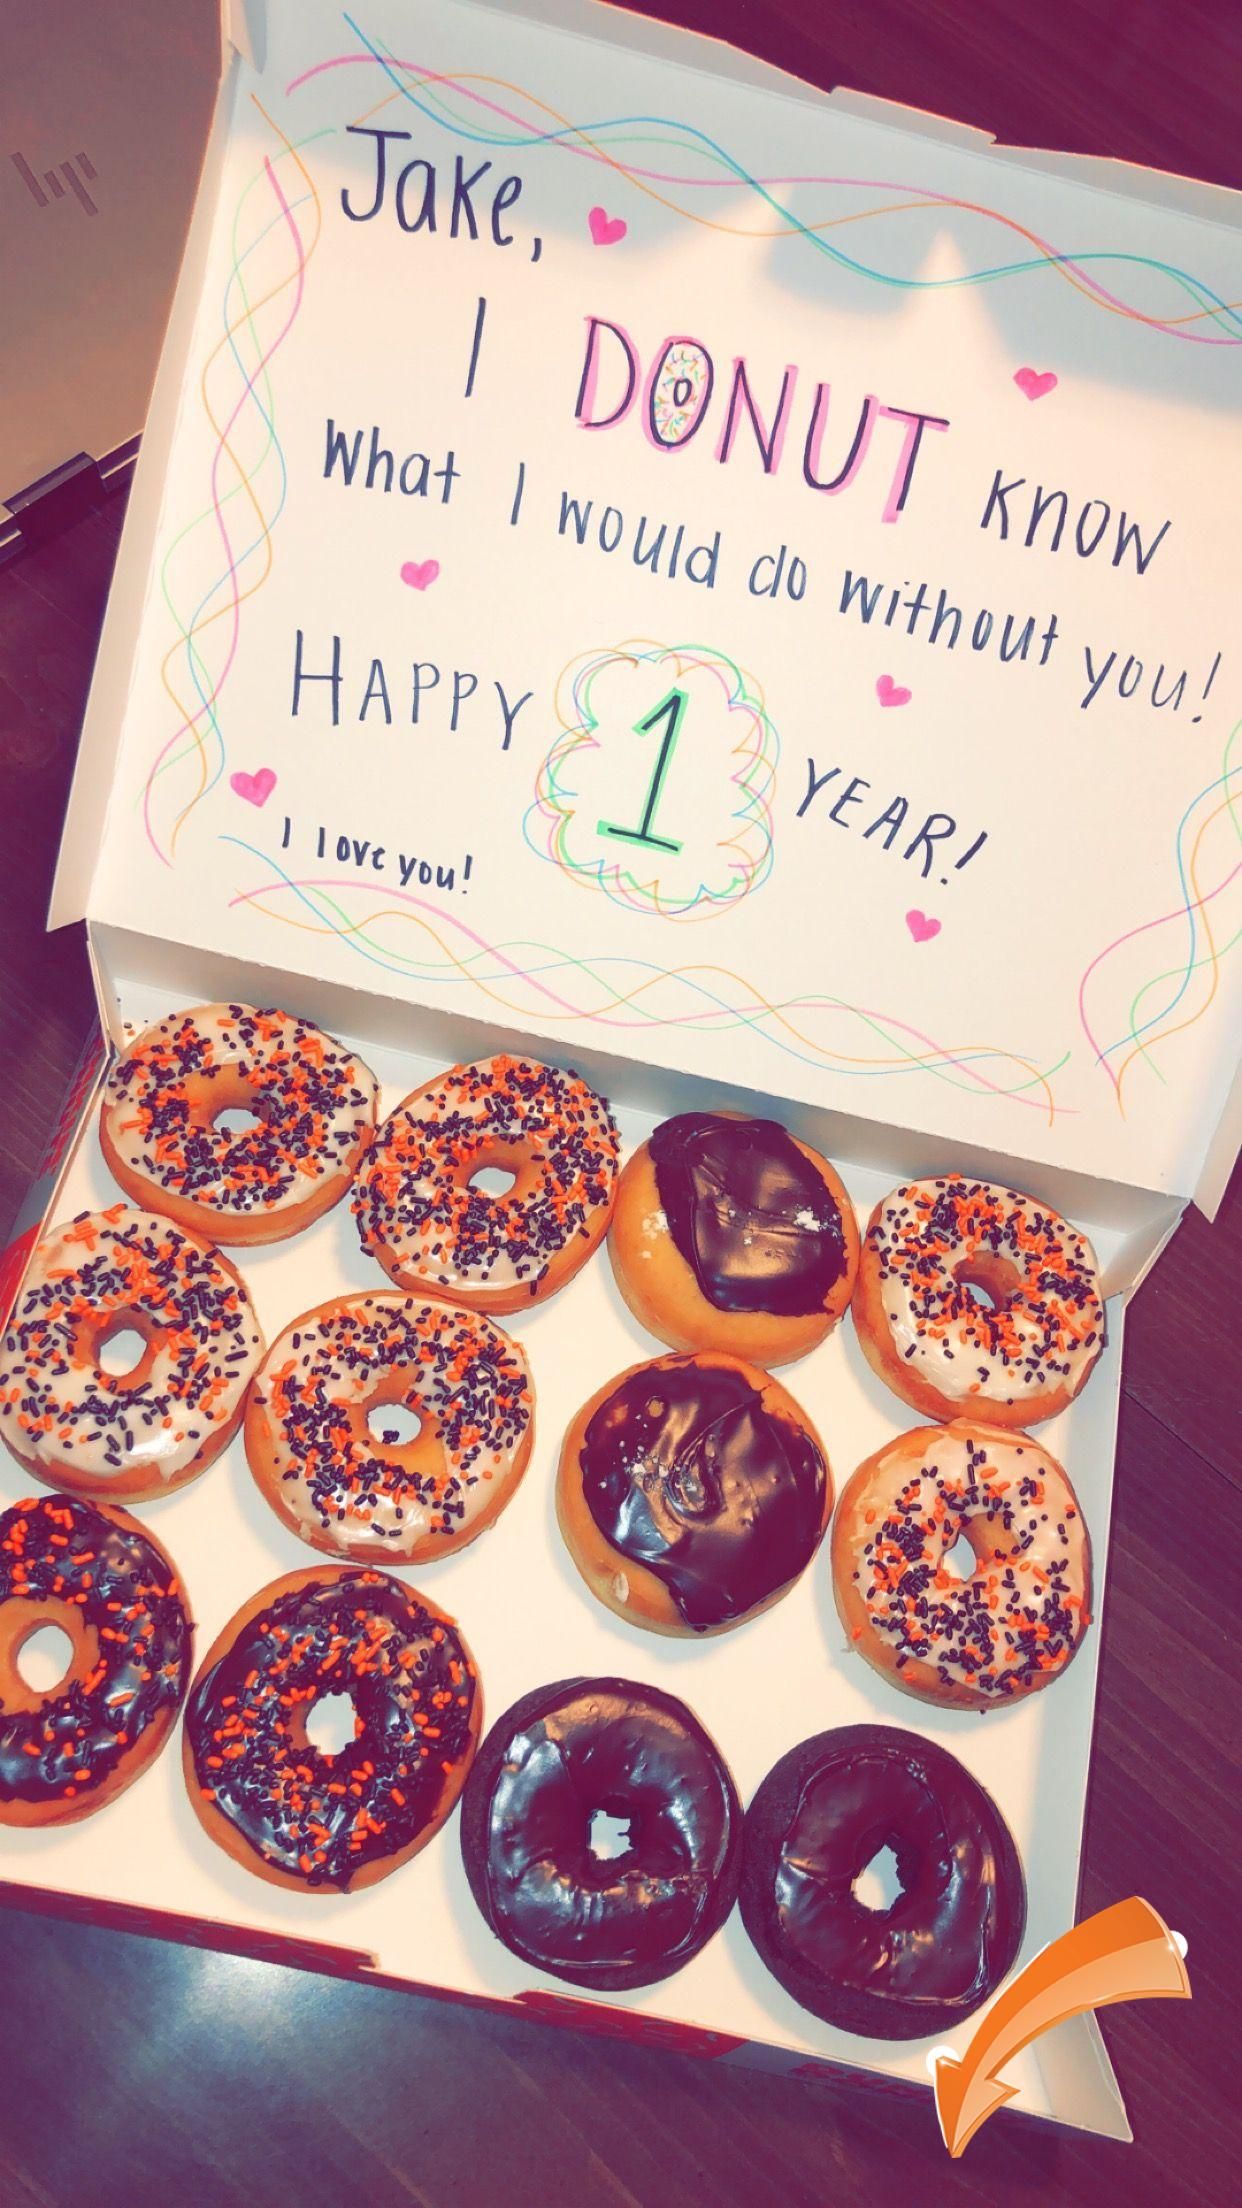 hp
Jake,
I DONUT KNOW
What I would do without you!
HAPPY 1 YEAR!
I love you!